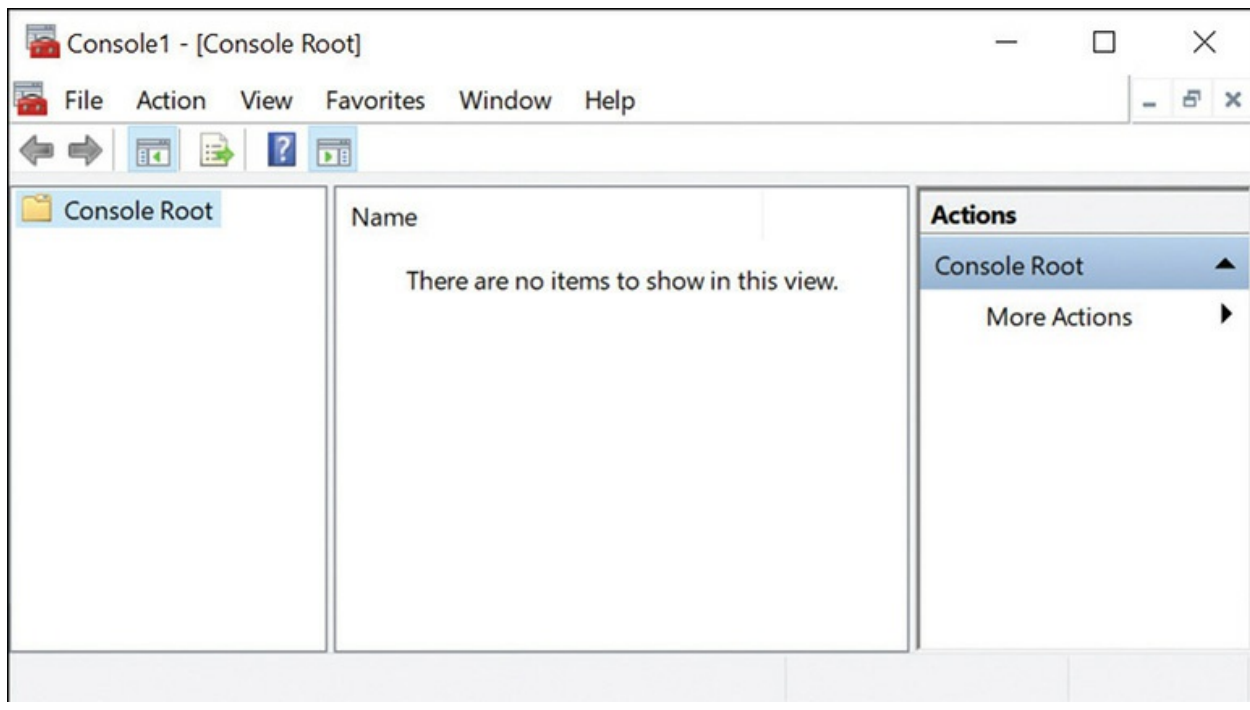 Console1 - [Console Root]
File Action View Favorites Window Help
?
Console Root
Name
There are no items to show in this view.
Actions
Console Root
More Actions